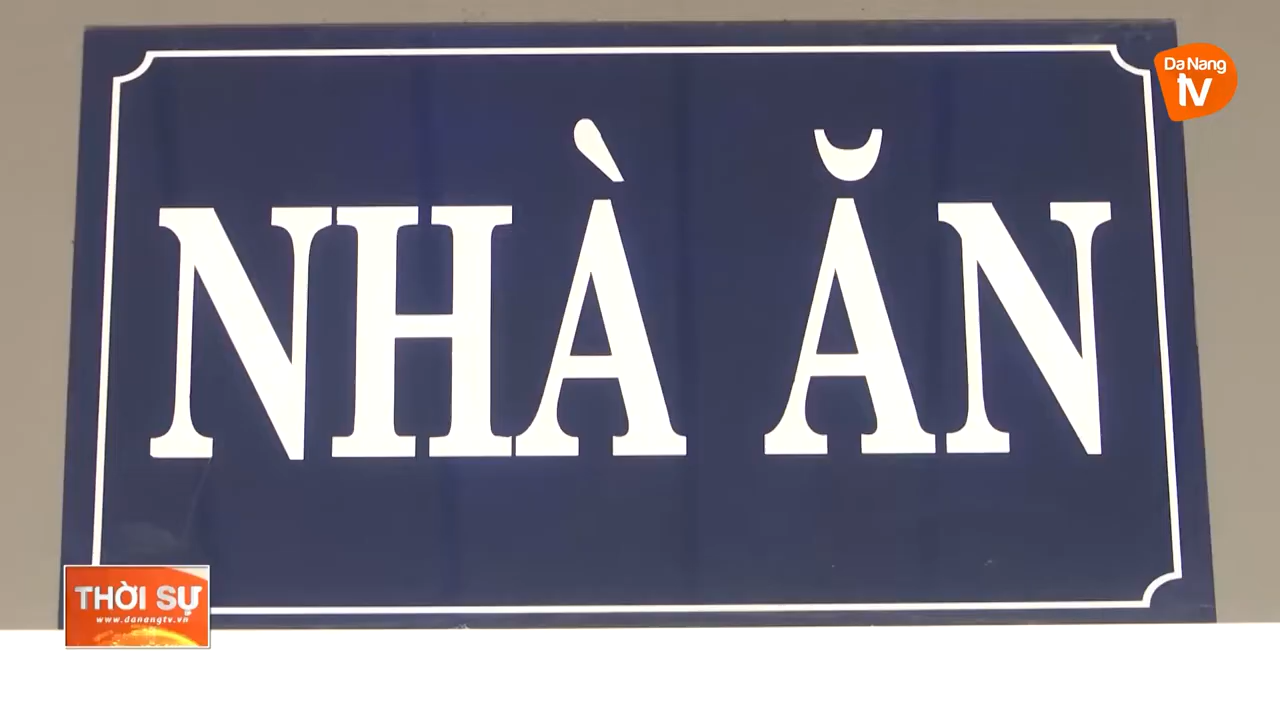 Da Nang
tv
NHÀ ĂN
THỜI SỰ
www.danangtv.vn